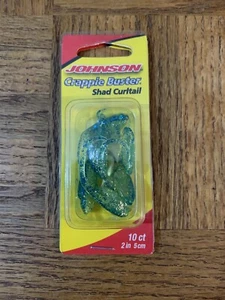 JOHNSON
Crappie Buster
Shad Curltail
10 ct
2 in 5cm